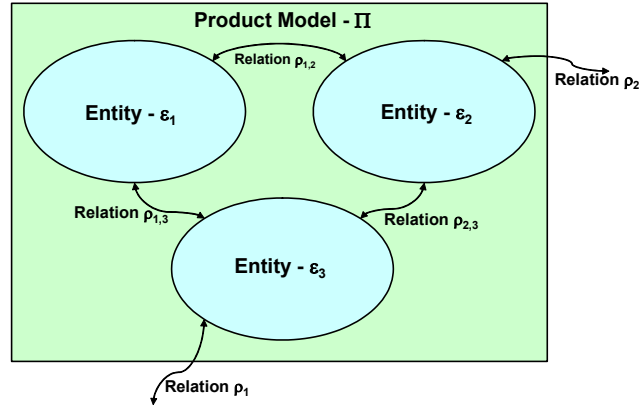 Product Model - Π
Relation ρ1,2
Relation ρ2
Entity - ε1
Entity - ε2
Relation ρ1,3
Relation ρ2,3
Entity - ε3
Relation ρ1